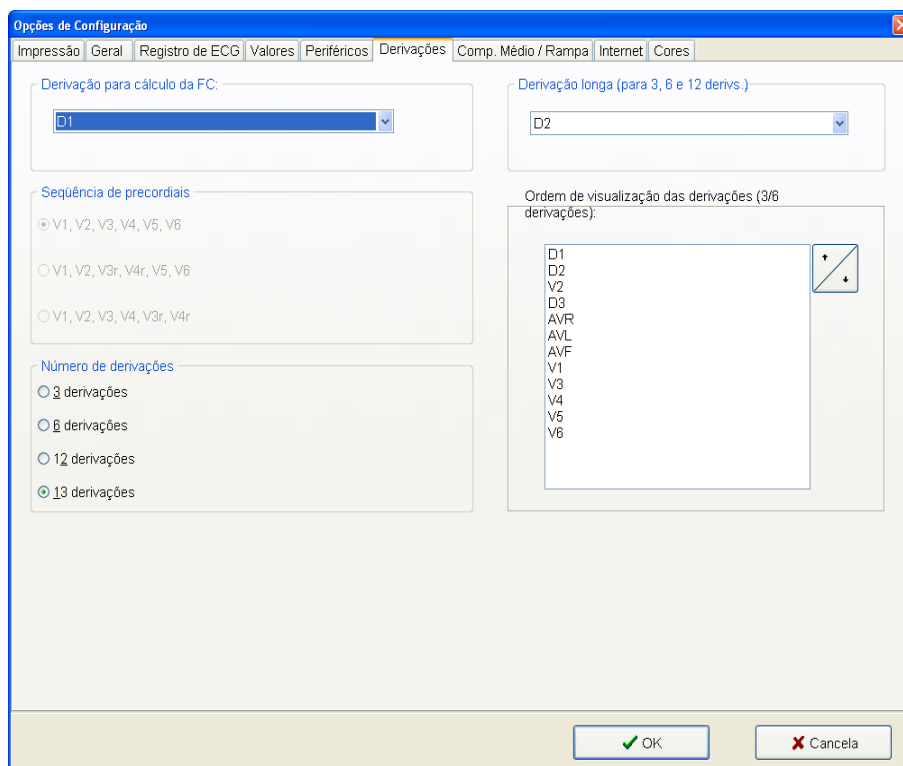 Opções de Configuração
Impressão Geral Registro de ECG Valores Periféricos Derivações Comp. Médio / Rampa Internet Cores
Derivação para cálculo da FC:
D1
Derivação longa (para 3, 6 e 12 derivs.)
D2
Seqüência de precordiais
V1, V2, V3, V4, V5, V6
V1, V2, V3r, V4r, V5, V6
V1, V2, V3, V4, V3r, V4r
Número de derivações
3 derivações
6 derivações
12 derivações
13 derivações
Ordem de visualização das derivações (3/6
derivações):
D1
D2
V2
D3
AVR
AVL
AVF
V1
V3
V4
V5
V6
OK Cancela